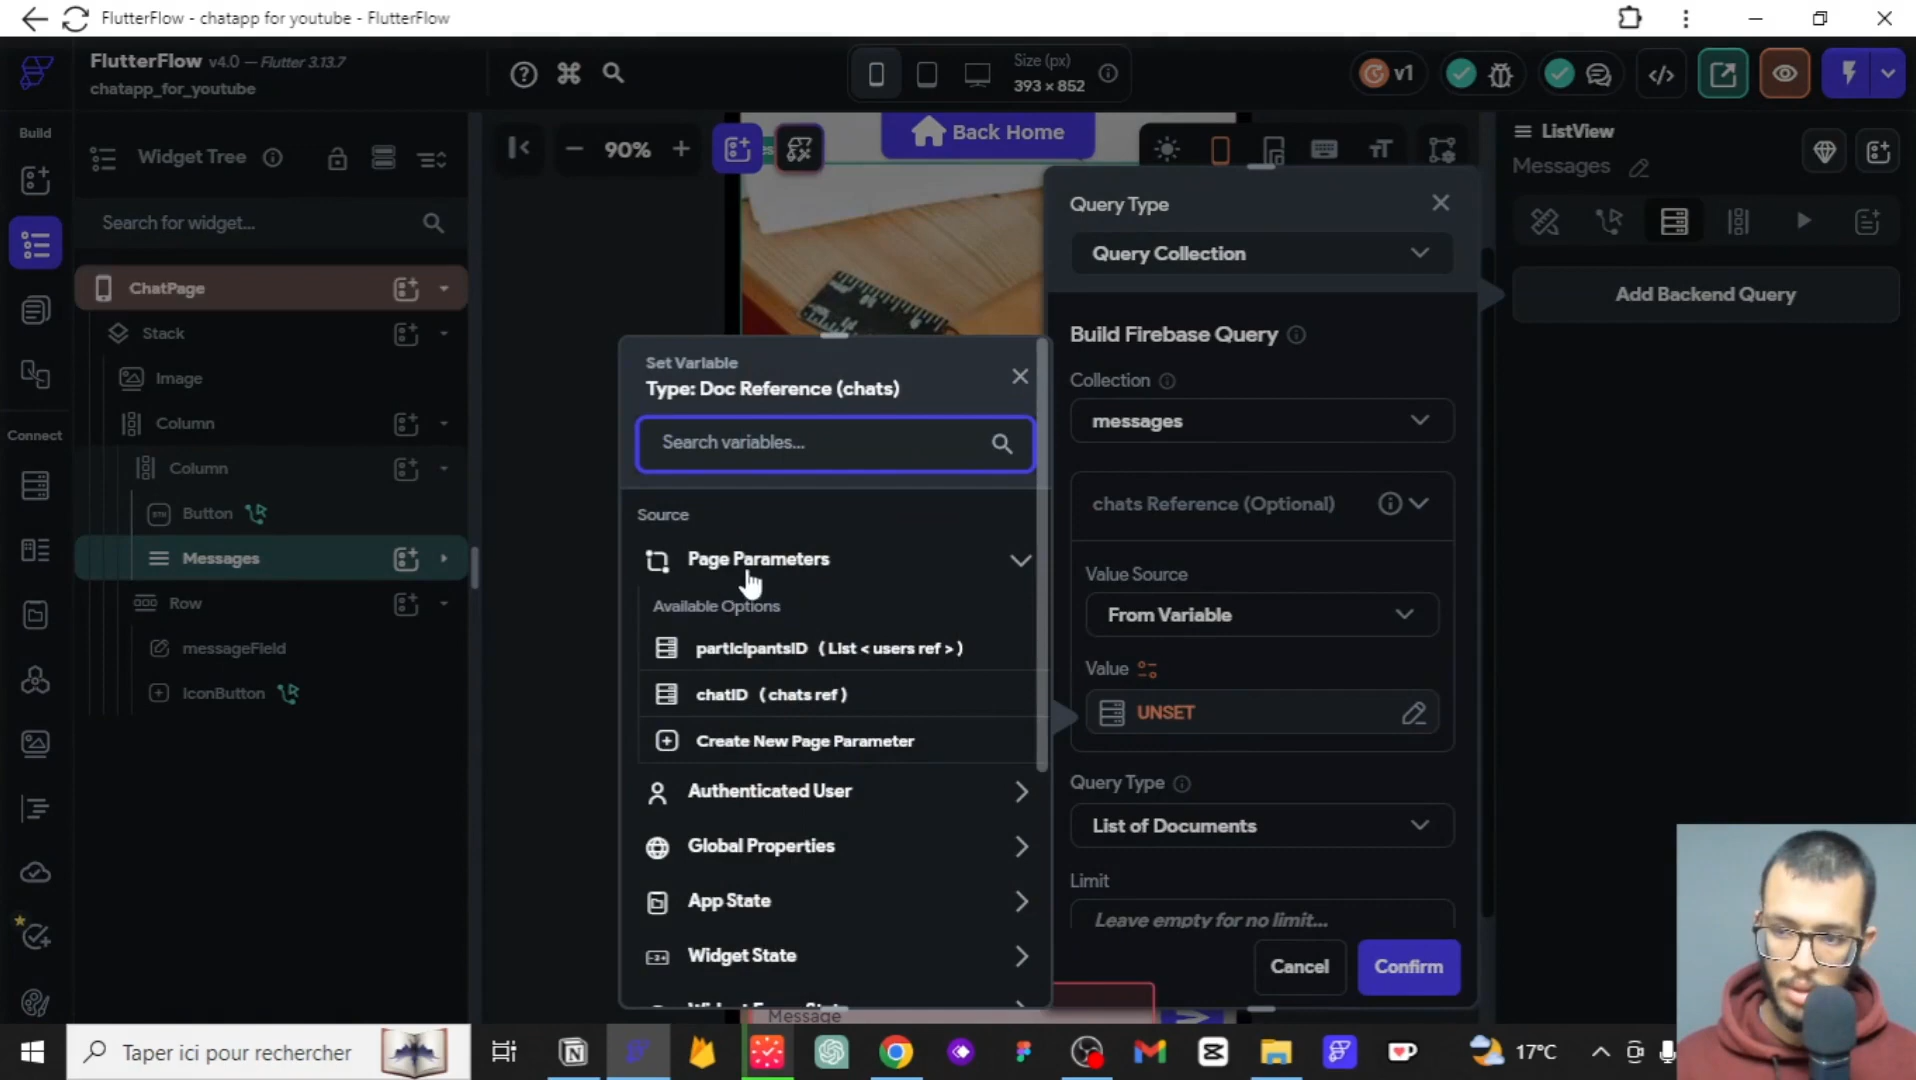 FlutterFlow - chatapp for youtube - FlutterFlow
FlutterFlow v4.0 — Flutter 3.13.7
chatapp_for_youtube
Size (px)
393 × 852
v1
Build
Widget Tree
90%
Back Home
ListView
Messages
Search for widget...
Query Type
Query Collection
Add Backend Query
ChatPage
Stack
Image
Column
Connect
Column
Button
Messages
Row
messageField
IconButton
Set Variable
Type: Doc Reference (chats)
Search variables...
Source
Page Parameters
Available Options
participantsID ( List < users ref > )
chatID ( chats ref )
Create New Page Parameter
Authenticated User
Global Properties
App State
Widget State
Build Firebase Query
Collection
messages
chats Reference (Optional)
Value Source
From Variable
Value
UNSET
Query Type
List of Documents
Limit
Leave empty for no limit...
Cancel
Confirm
Message
Taper ici pour rechercher
17°C